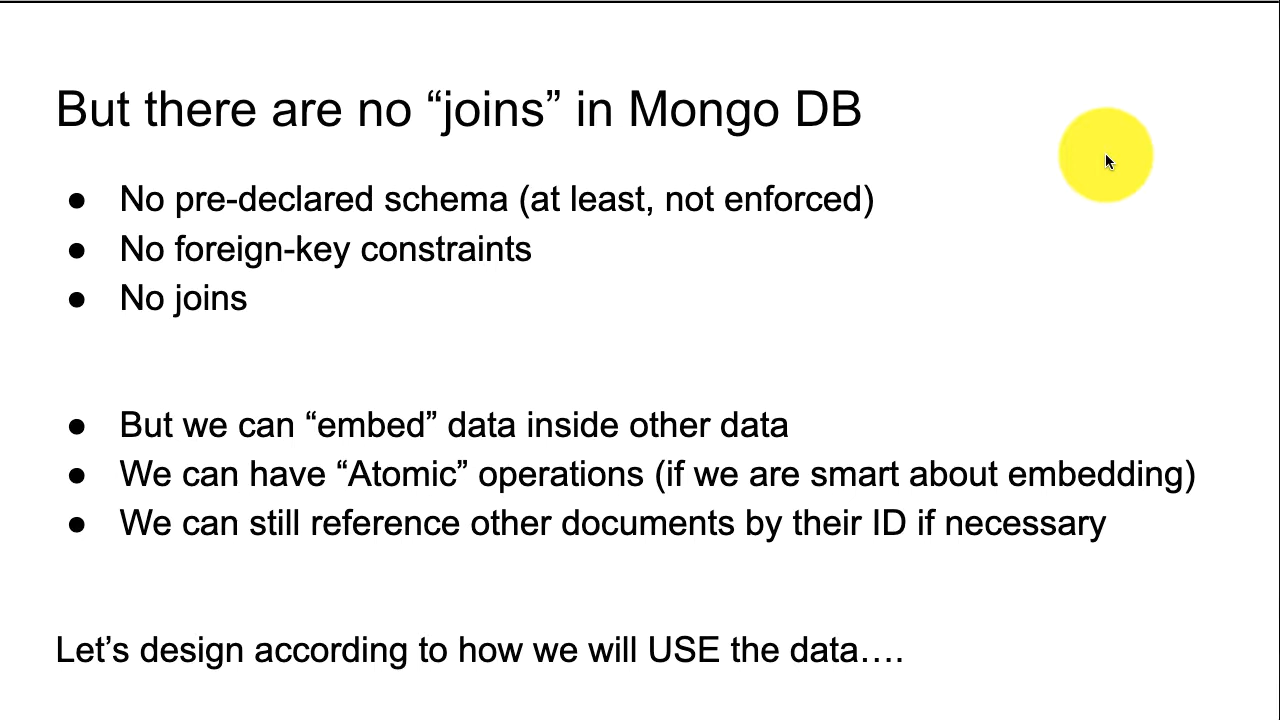 But there are no “joins” in Mongo DB
● No pre-declared schema (at least, not enforced)
● No foreign-key constraints
● No joins
● But we can “embed” data inside other data
● We can have “Atomic” operations (if we are smart about embedding)
● We can still reference other documents by their ID if necessary
Let’s design according to how we will USE the data….